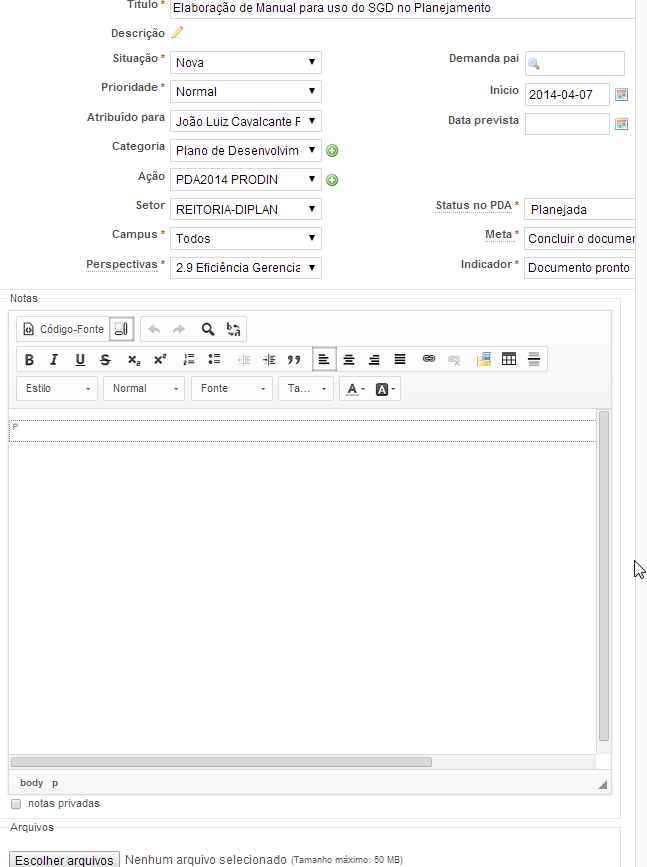 Título * Elaboração de Manual para uso do SGD no Planejamento
Descrição
Situação * Nova Demanda pai
Prioridade * Normal Início 2014-04-07
Atribuído para João Luiz Cavalcante F Data prevista
Categoria Plano de Desenvolvim
Ação PDA2014 PRODIN
Setor REITORIA-DIPLAN Status no PDA * Planejada
Campus * Todos Meta * Concluir o documen
Perspectivas * 2.9 Eficiência Gerencia Indicador * Documento pronto
Notas
Código-Fonte
B I U S x₂ x²
Estilo Normal Fonte Ta... A A
P
body p
notas privadas
Arquivos
Escolher arquivos Nenhum arquivo selecionado (Tamanho máximo: 50 MB)